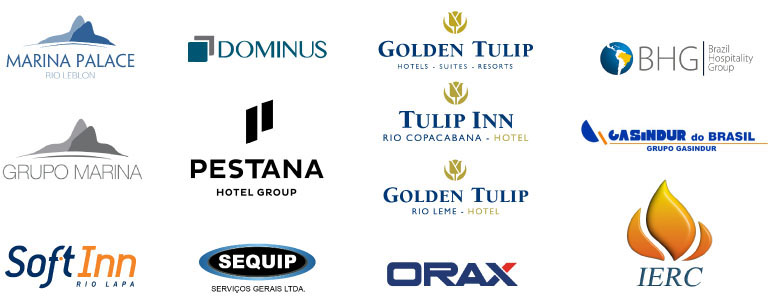 MARINA PALACE
RIO LEBLON
DOMINUS
GOLDEN TULIP
HOTELS - SUITES - RESORTS
BHG
Brazil
Hospitality
Group
GRUPO MARINA
PESTANA
HOTEL GROUP
TULIP INN
RIO COPACABANA - HOTEL
GOLDEN TULIP
RIO LEME - HOTEL
GASINDUR do BRASIL
GRUPO GASINDUR
Soft Inn
RIO LAPA
SEQUIP
SERVIÇOS GERAIS LTDA.
ORAX
IERC